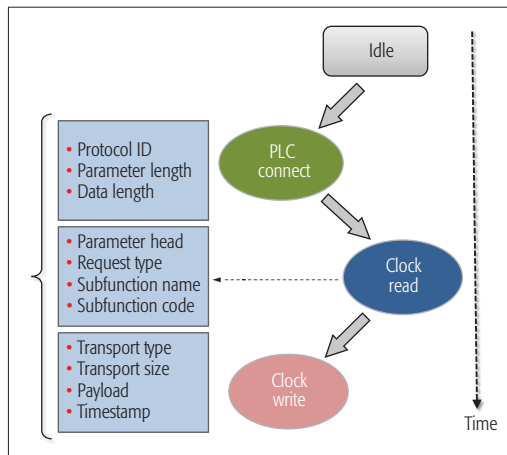 Idle
PLC
connect
• Protocol ID
• Parameter length
• Data length
• Parameter head
• Request type
• Subfunction name
• Subfunction code
Clock
read
• Transport type
• Transport size
• Payload
• Timestamp
Clock
write
Time